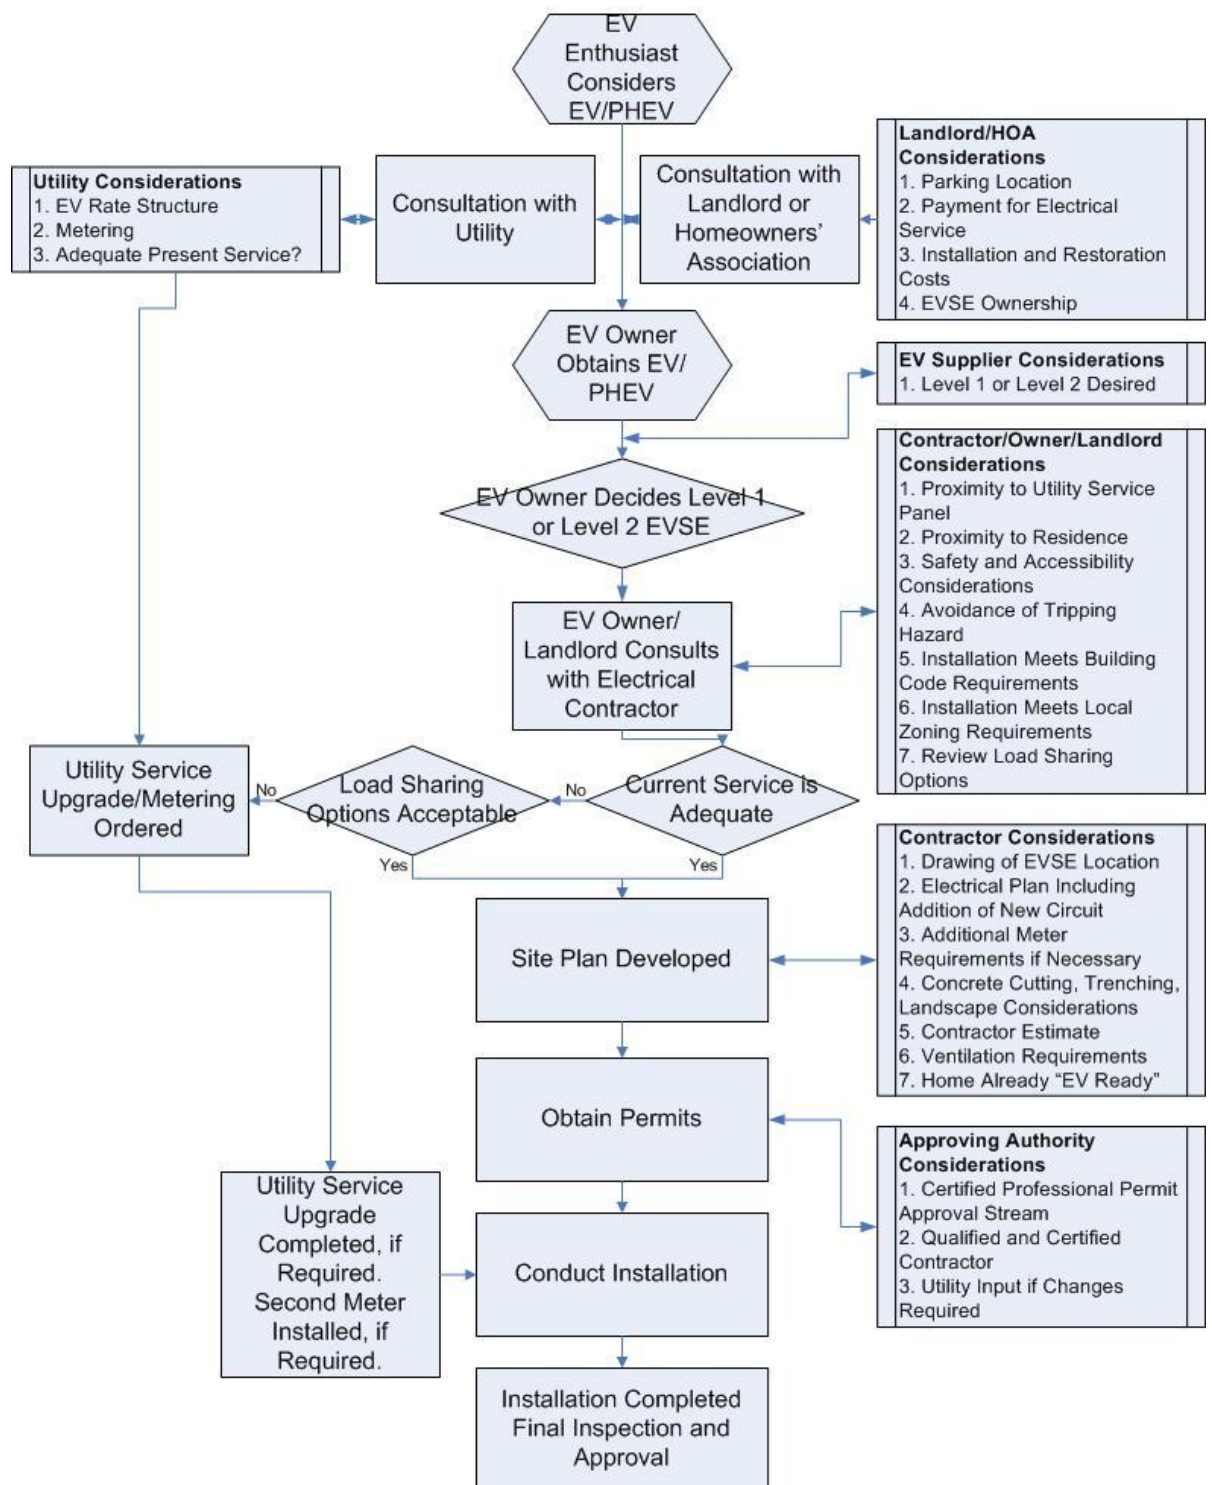 EV
Enthusiast
Considers
EV/PHEV
Utility Considerations
1. EV Rate Structure
2. Metering
3. Adequate Present Service?
Consultation with
Utility
Consultation with
Landlord or
Homeowners’
Association
Landlord/HOA
Considerations
1. Parking Location
2. Payment for Electrical
Service
3. Installation and Restoration
Costs
4. EVSE Ownership
EV Owner
Obtains EV/
PHEV
EV Supplier Considerations
1. Level 1 or Level 2 Desired
EV Owner Decides Level 1
or Level 2 EVSE
Contractor/Owner/Landlord
Considerations
1. Proximity to Utility Service
Panel
2. Proximity to Residence
3. Safety and Accessibility
Considerations
4. Avoidance of Tripping
Hazard
5. Installation Meets Building
Code Requirements
6. Installation Meets Local
Zoning Requirements
7. Review Load Sharing
Options
EV Owner/
Landlord Consults
with Electrical
Contractor
Utility Service
Upgrade/Metering
Ordered
No
Load Sharing
Options Acceptable
No
Current Service is
Adequate
Yes
Yes
Contractor Considerations
1. Drawing of EVSE Location
2. Electrical Plan Including
Addition of New Circuit
3. Additional Meter
Requirements if Necessary
4. Concrete Cutting, Trenching,
Landscape Considerations
5. Contractor Estimate
6. Ventilation Requirements
7. Home Already “EV Ready”
Site Plan Developed
Obtain Permits
Approving Authority
Considerations
1. Certified Professional Permit
Approval Stream
2. Qualified and Certified
Contractor
3. Utility Input if Changes
Required
Utility Service
Upgrade
Completed, if
Required.
Second Meter
Installed, if
Required.
Conduct Installation
Installation Completed
Final Inspection and
Approval